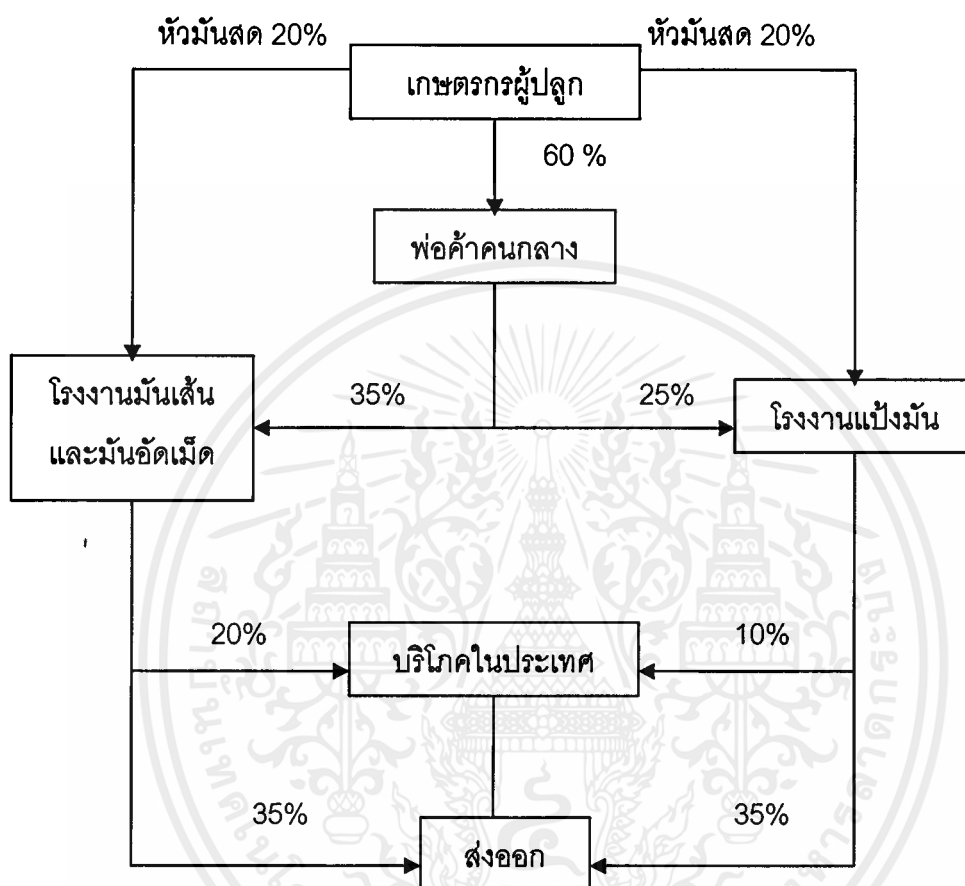 หัวมันสด 20%
หัวมันสด 20%
เกษตรกรผู้ปลูก
60 %
พ่อค้าคนกลาง
โรงงานมันเส้น
และมันอัดเม็ด
35%
25%
โรงงานแป้งมัน
20%
บริโภคในประเทศ
10%
35%
ส่งออก
35%